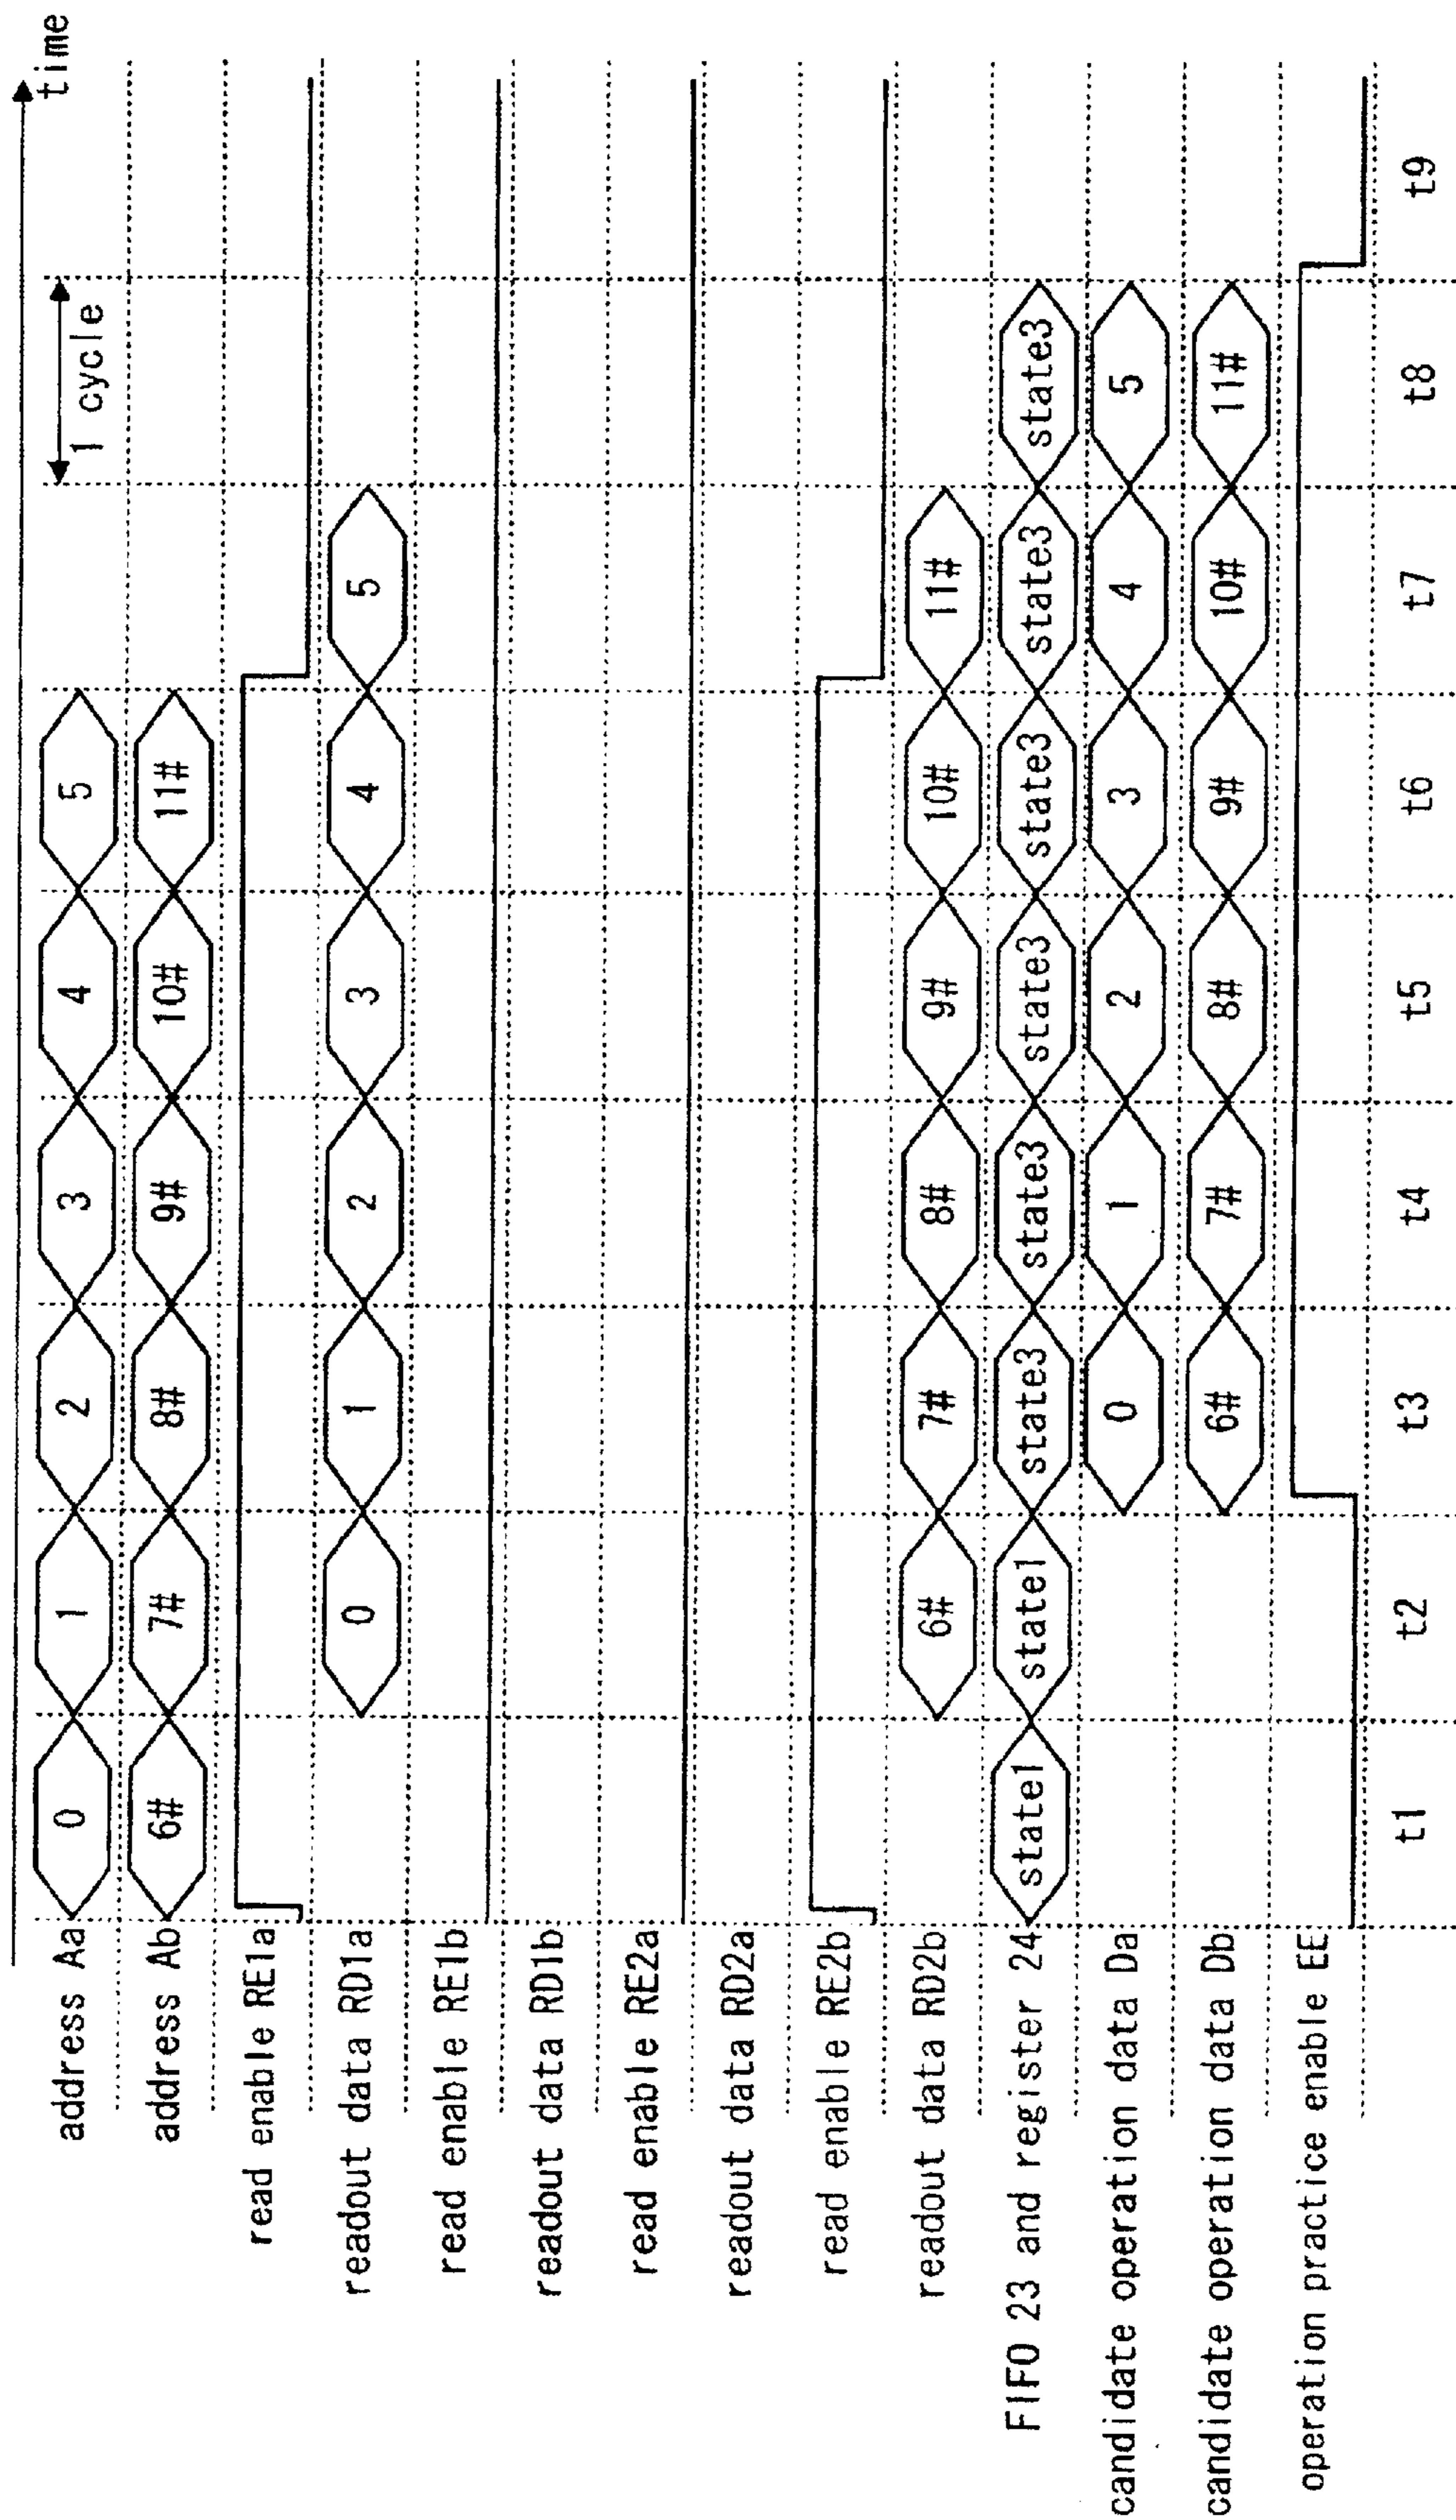 time
1 cycle
address Aa 0 1 2 3 4 5
address Ab 6# 7# 8# 9# 10# 11#
read enable RE1a
readout data RD1a 0 1 2 3 4 5
read enable RE1b
readout data RD1b
read enable RE2a
readout data RD2a
read enable RE2b
readout data RD2b 6# 7# 8# 9# 10# 11#
FIFO 23 and register 24 state1 state1 state3 state3 state3 state3 state3 state3
candidate operation data Da 0 1 2 3 4 5
candidate operation data Db 6# 7# 8# 9# 10# 11#
operation practice enable EE
t1 t2 t3 t4 t5 t6 t7 t8 t9